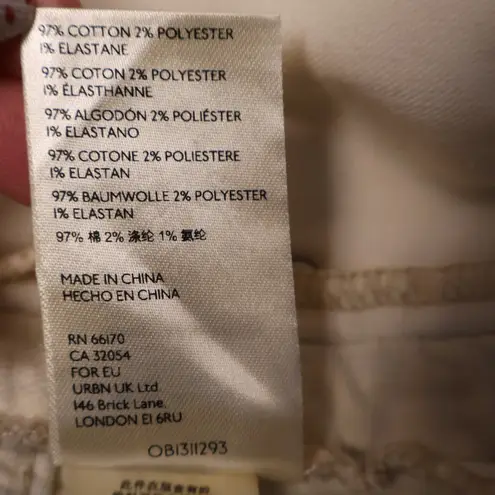 97% COTTON 2% POLYESTER
1% ELASTANE
97% COTON 2% POLYESTER
1% ÉLASTHANNE
97% ALGODÓN 2% POLIÉSTER
1% ELASTANO
97% COTONE 2% POLIESTERE
1% ELASTAN
97% BAUMWOLLE 2% POLYESTER
1% ELASTAN
97% 棉 2% 涤纶 1% 氨纶
MADE IN CHINA
HECHO EN CHINA
RN 66170
CA 32054
FOR EU
URBN UK Ltd.
146 Brick Lane,
LONDON E1 6RU
OB1311293